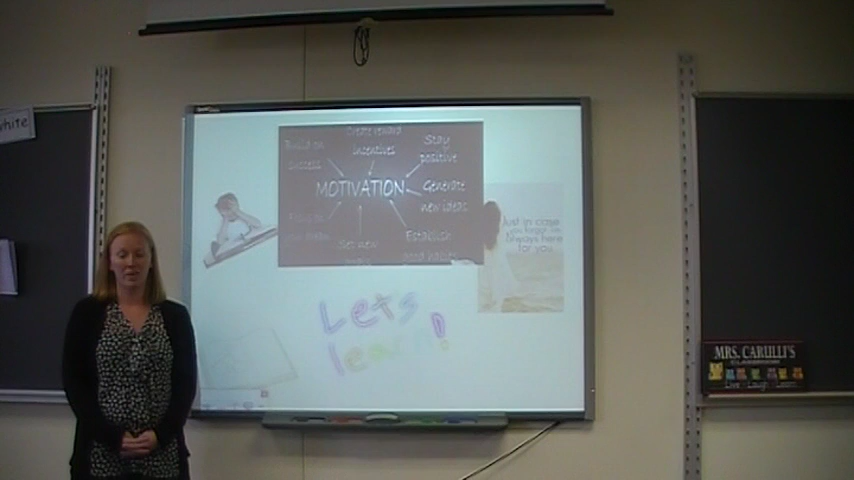 white
Create reward
incentives
Build on
success
Stay
positive
MOTIVATION
Generate
new ideas
Set new
Establish
good habits
Just in case
you forget I'm
always here
for you
Lets
learn!
MRS. CARULLI'S
CLASSROOM
Live Laugh Learn